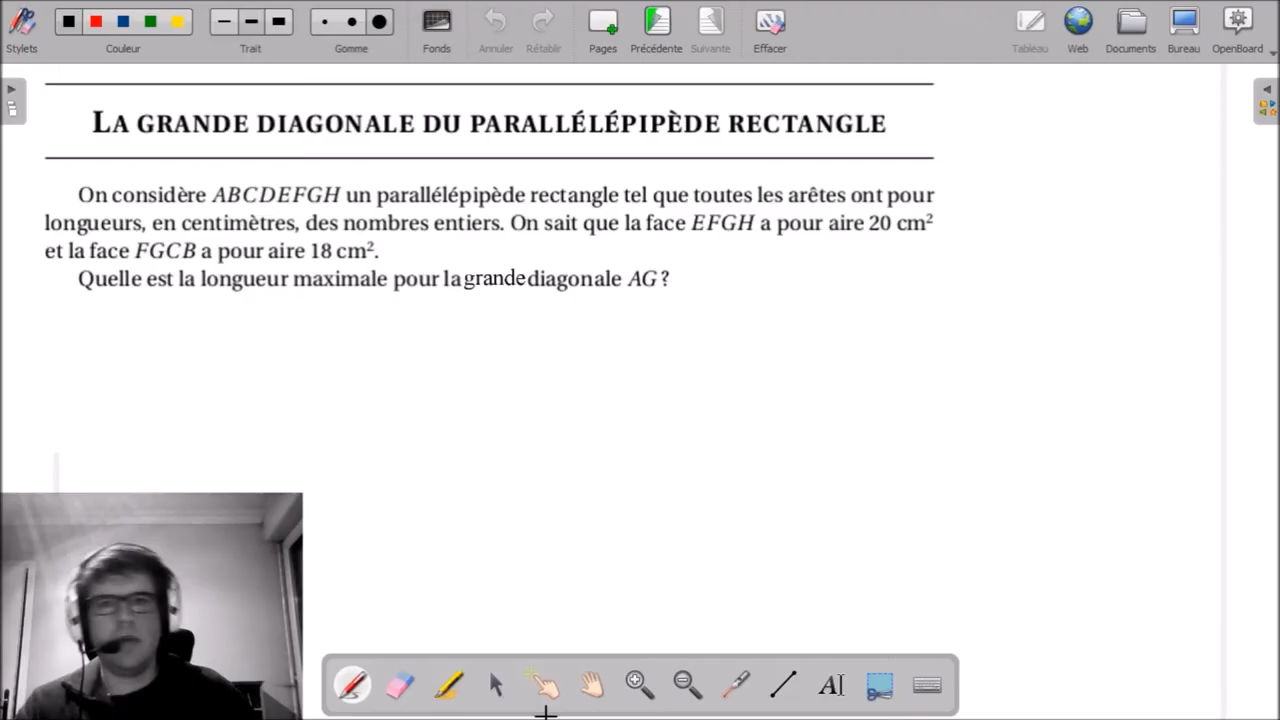 Stylets Couleur Trait Gomme Fonds Annuler Rétablir Pages Précédente Suivante Effacer Tableau Web Documents Bureau OpenBoard
LA GRANDE DIAGONALE DU PARALLÉLÉPIPÈDE RECTANGLE
On considère ABCDEFGH un parallélépipède rectangle tel que toutes les arêtes ont pour
longueurs, en centimètres, des nombres entiers. On sait que la face EFGH a pour aire 20 cm²
et la face FGCB a pour aire 18 cm².
Quelle est la longueur maximale pour la grande diagonale AG ?
AI